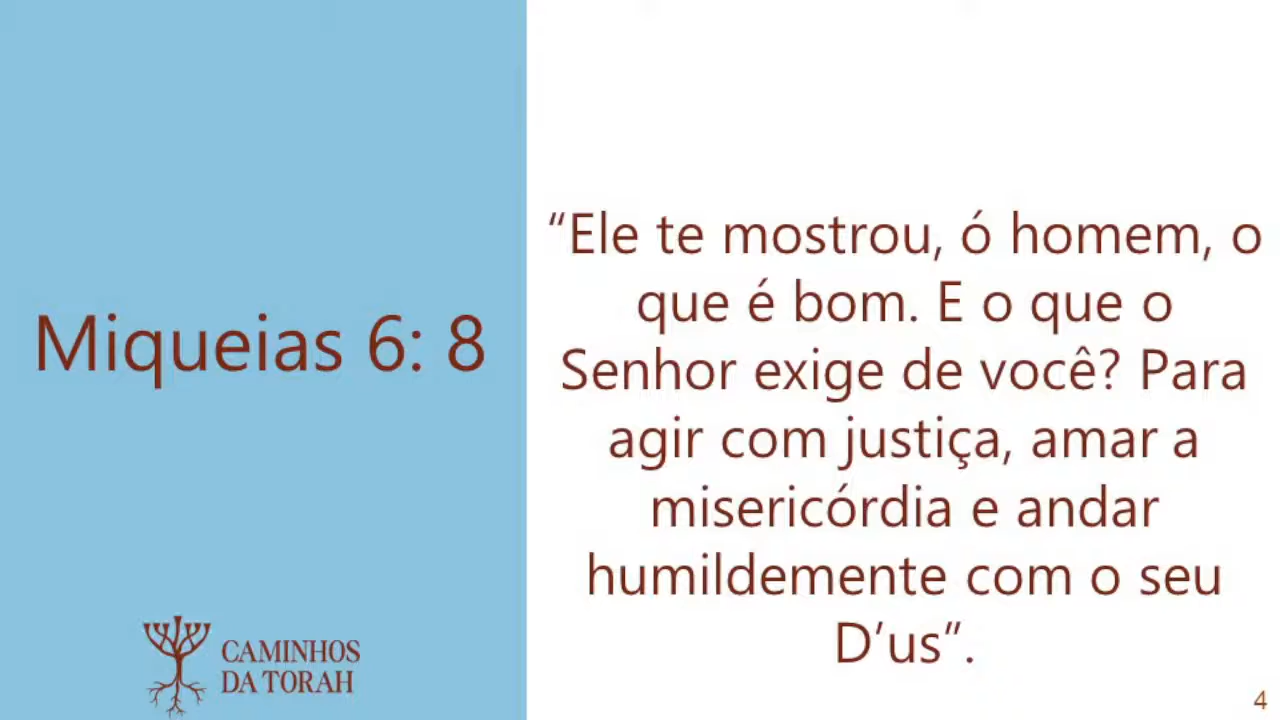 Miqueias 6: 8
CAMINHOS
DA TORAH
“Ele te mostrou, ó homem, o
que é bom. E o que o
Senhor exige de você? Para
agir com justiça, amar a
misericórdia e andar
humildemente com o seu
D’us”.
4